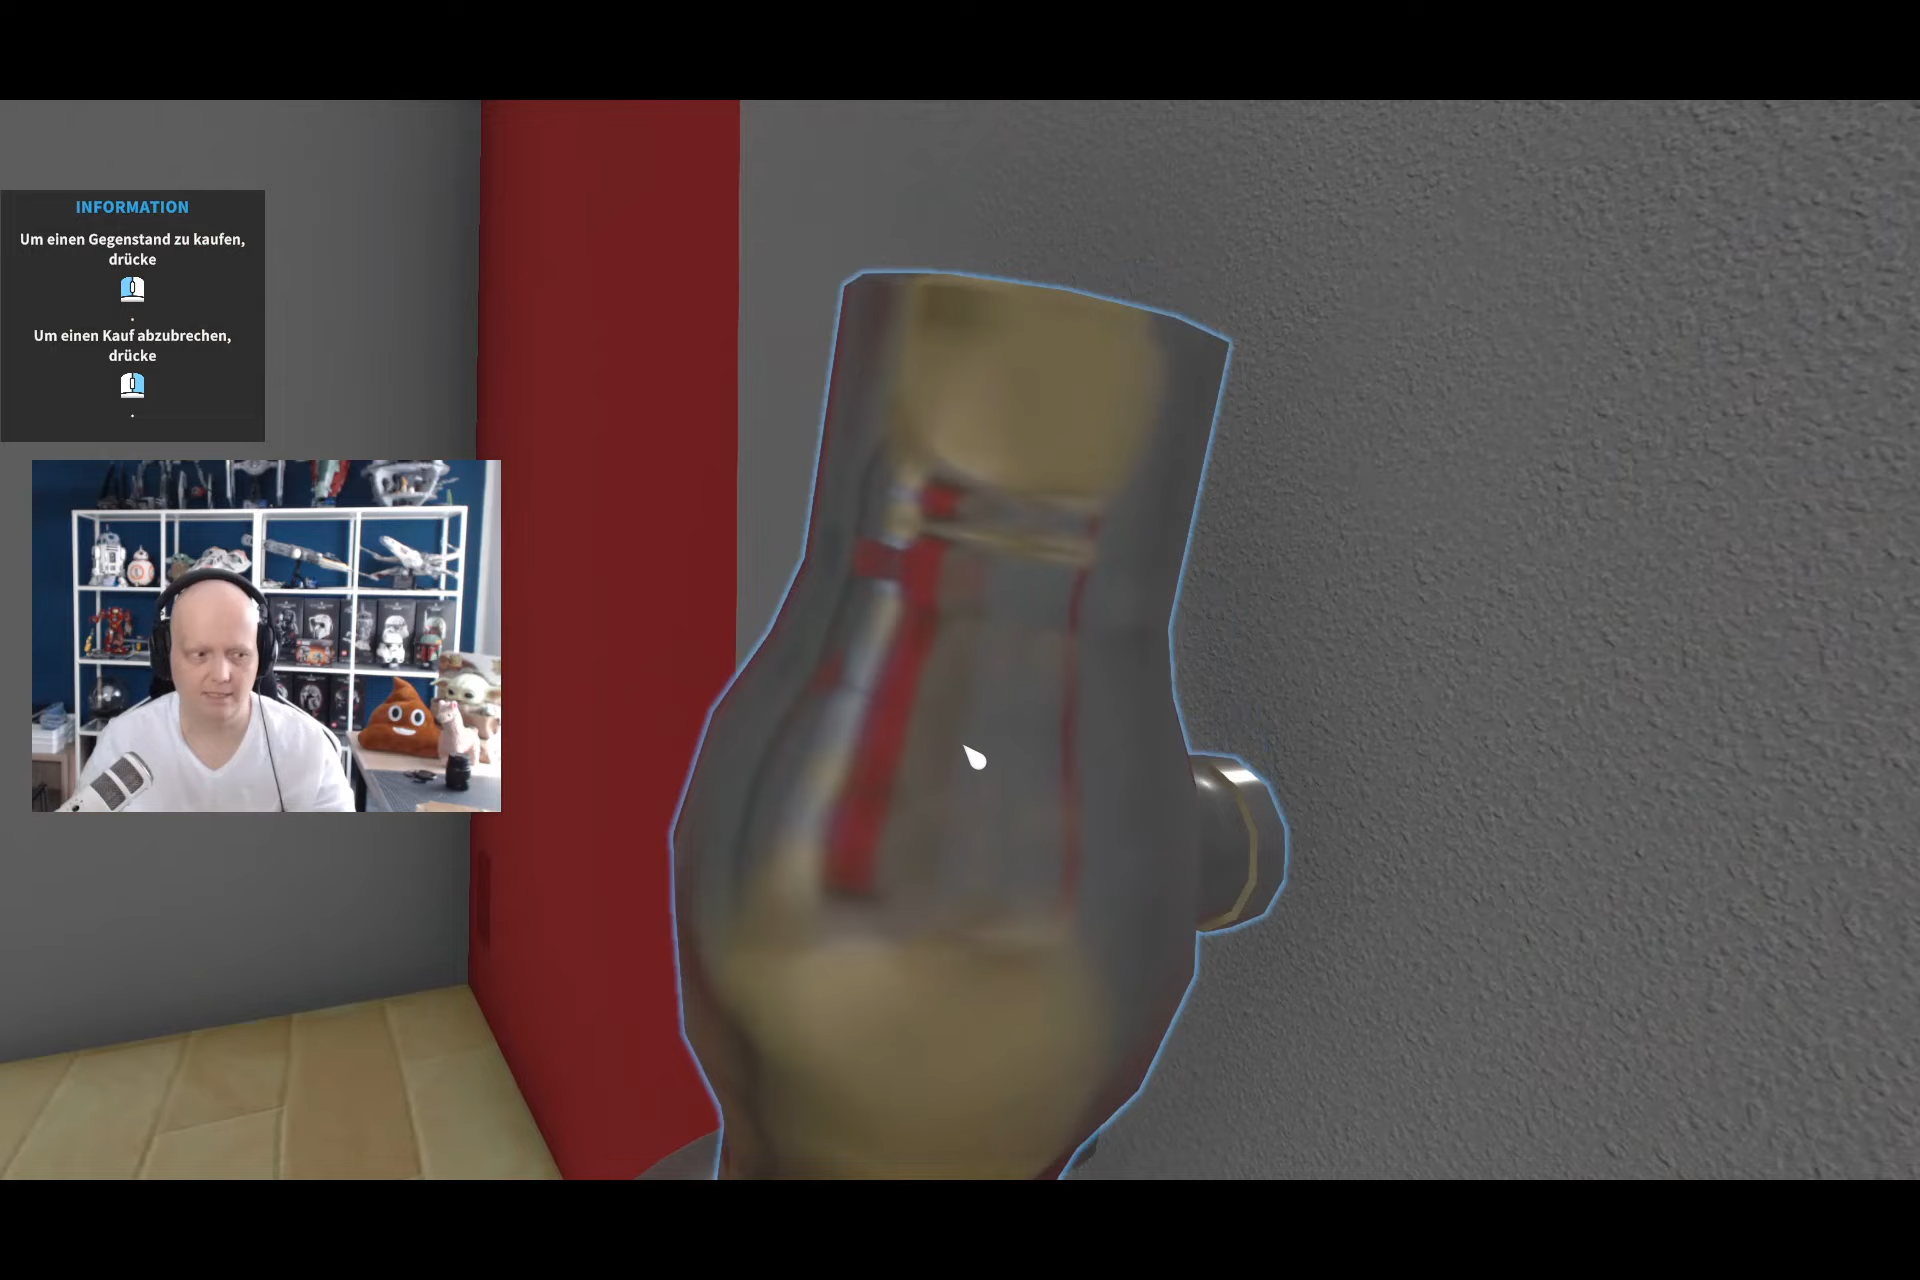 INFORMATION
Um einen Gegenstand zu kaufen,
drücke
.
Um einen Kauf abzubrechen,
drücke
.